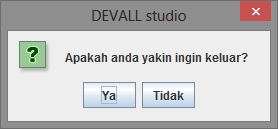 DEVALL studio
?
Apakah anda yakin ingin keluar?
Ya
Tidak